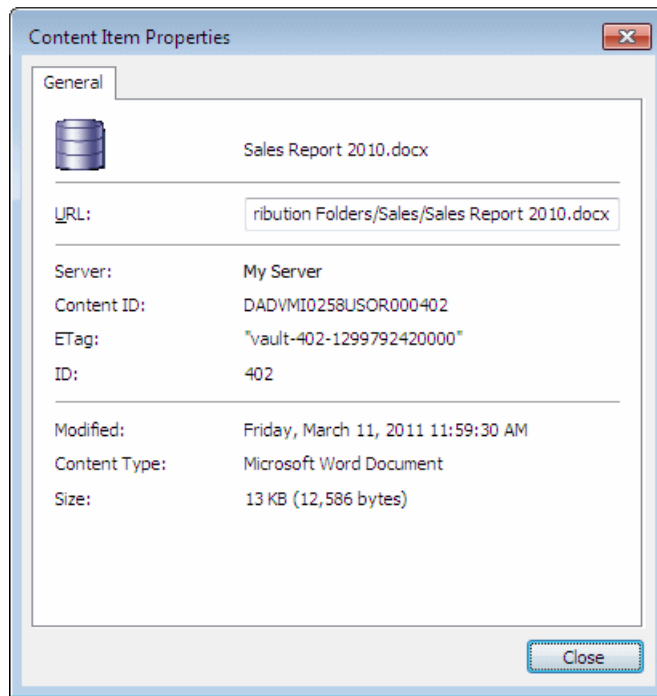 Content Item Properties
General
Sales Report 2010.docx
URL: ribution Folders/Sales/Sales Report 2010.docx
Server: My Server
Content ID: DADVMI0258USOR000402
ETag: "vault-402-1299792420000"
ID: 402
Modified: Friday, March 11, 2011 11:59:30 AM
Content Type: Microsoft Word Document
Size: 13 KB (12,586 bytes)
Close